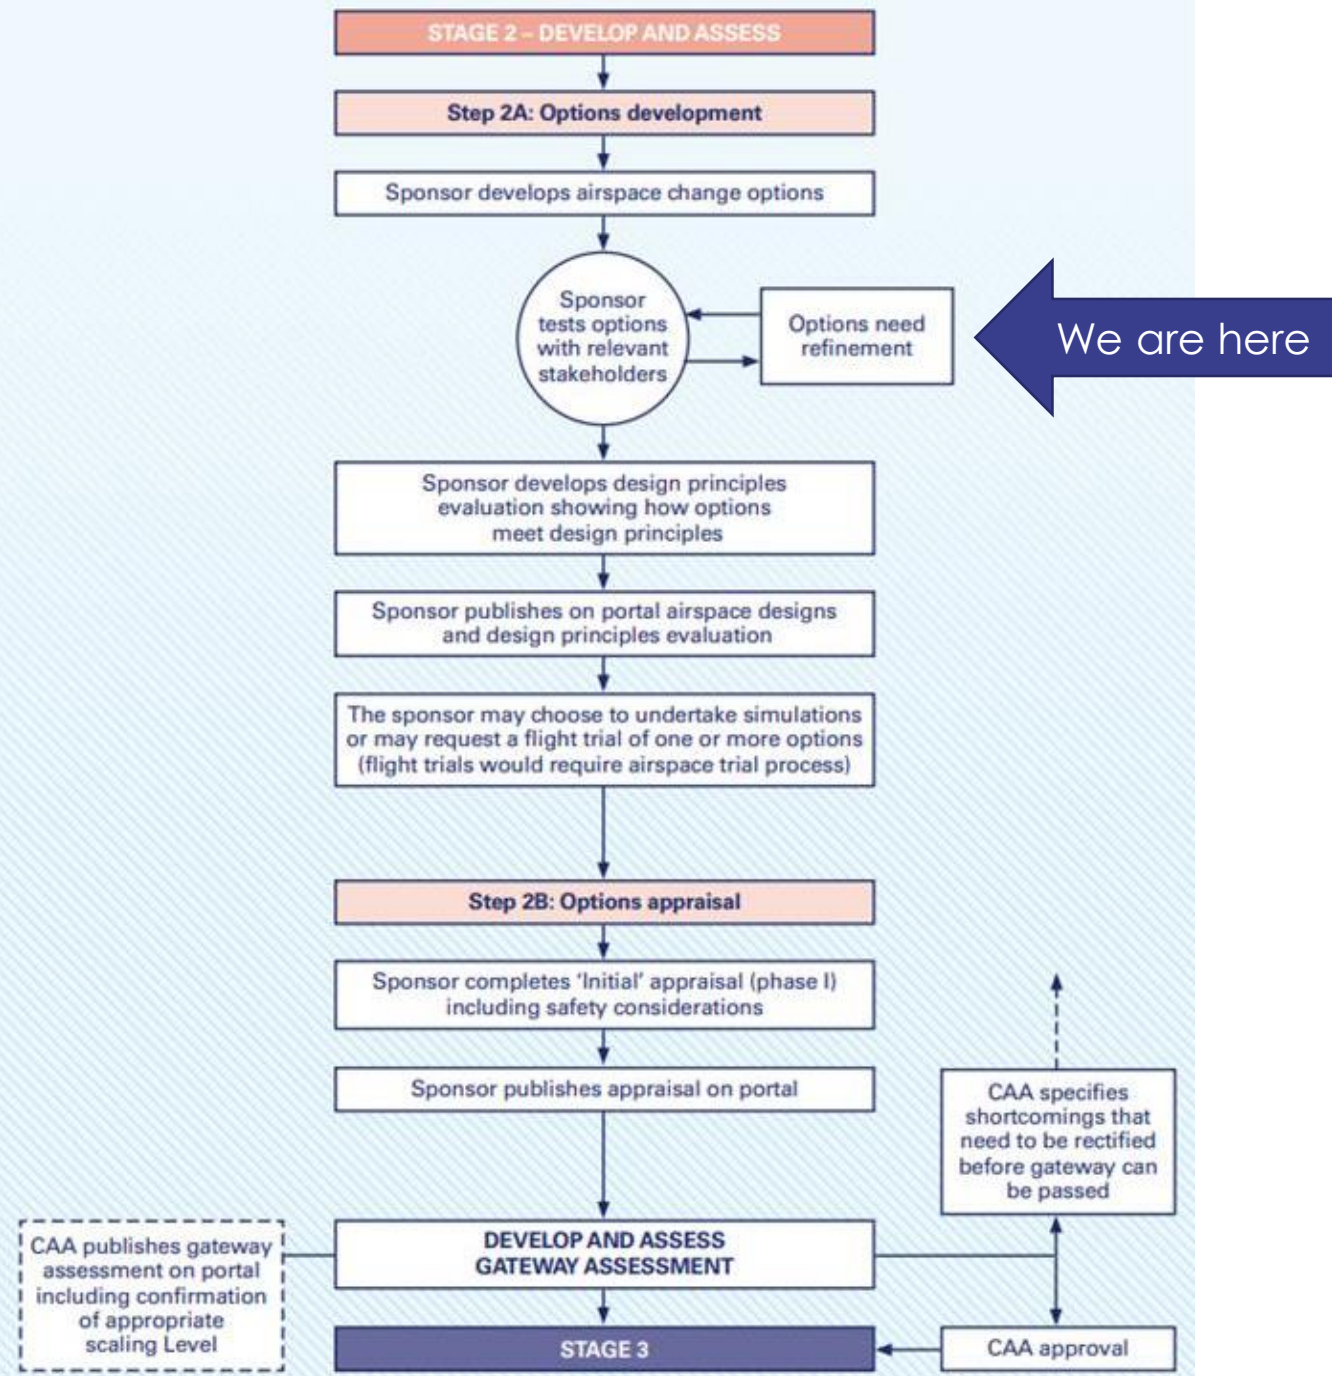 STAGE 2 – DEVELOP AND ASSESS
Step 2A: Options development
Sponsor develops airspace change options
Sponsor
tests options
with relevant
stakeholders
Options need
refinement
We are here
Sponsor develops design principles
evaluation showing how options
meet design principles
Sponsor publishes on portal airspace designs
and design principles evaluation
The sponsor may choose to undertake simulations
or may request a flight trial of one or more options
(flight trials would require airspace trial process)
Step 2B: Options appraisal
Sponsor completes ‘Initial’ appraisal (phase I)
including safety considerations
Sponsor publishes appraisal on portal
CAA specifies
shortcomings that
need to be rectified
before gateway can
be passed
CAA publishes gateway
assessment on portal
including confirmation
of appropriate
scaling Level
DEVELOP AND ASSESS
GATEWAY ASSESSMENT
STAGE 3
CAA approval